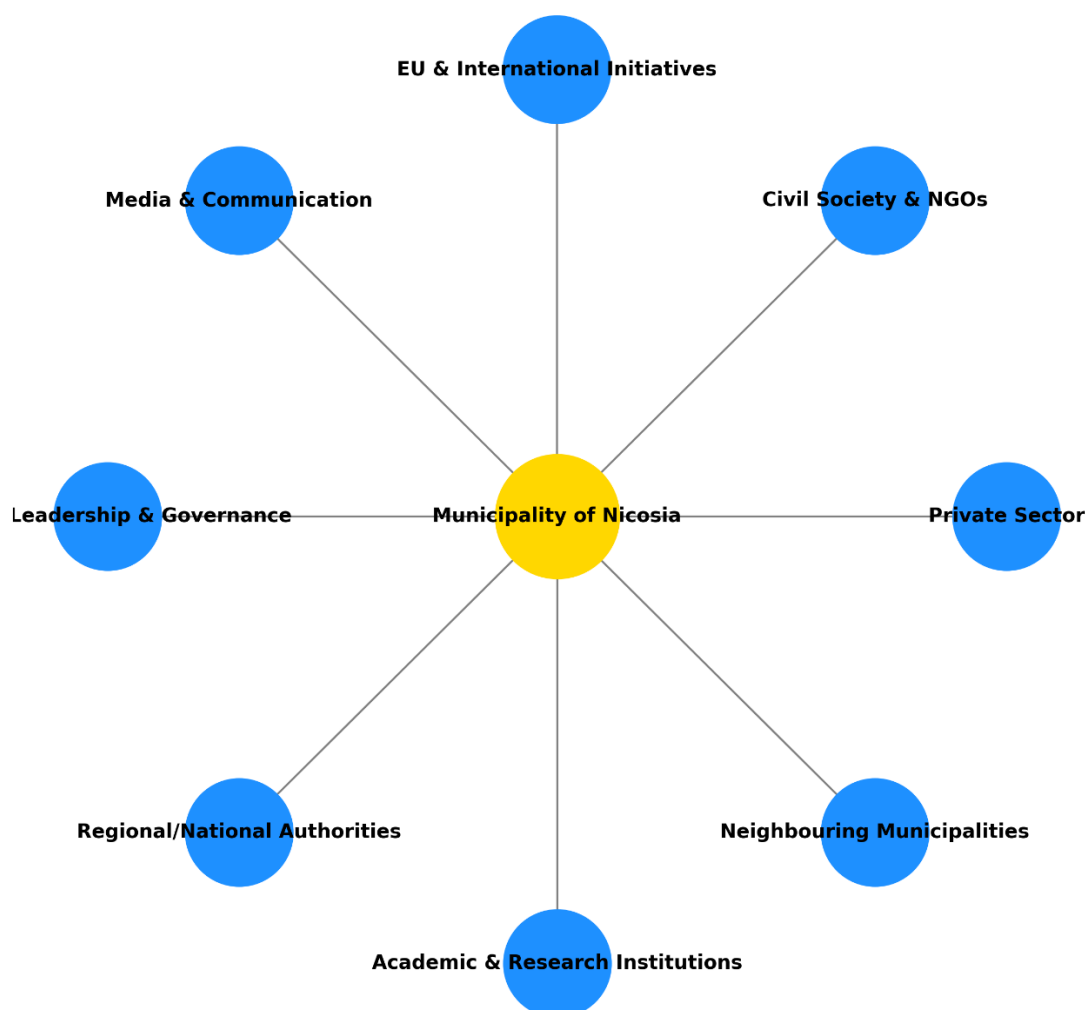 EU & International Initiatives
Media & Communication
Civil Society & NGOs
Leadership & Governance
Municipality of Nicosia
Private Sector
Regional/National Authorities
Neighbouring Municipalities
Academic & Research Institutions